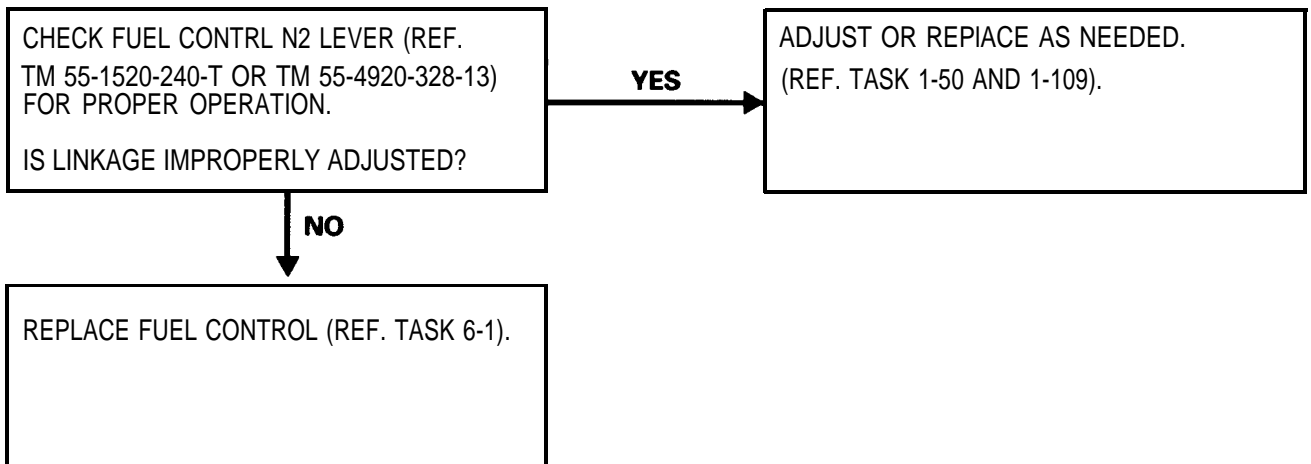 CHECK FUEL CONTRL N2 LEVER (REF.
TM 55-1520-240-T OR TM 55-4920-328-13)
FOR PROPER OPERATION.
IS LINKAGE IMPROPERLY ADJUSTED?
YES
ADJUST OR REPIACE AS NEEDED.
(REF. TASK 1-50 AND 1-109).
NO
REPLACE FUEL CONTROL (REF. TASK 6-1).